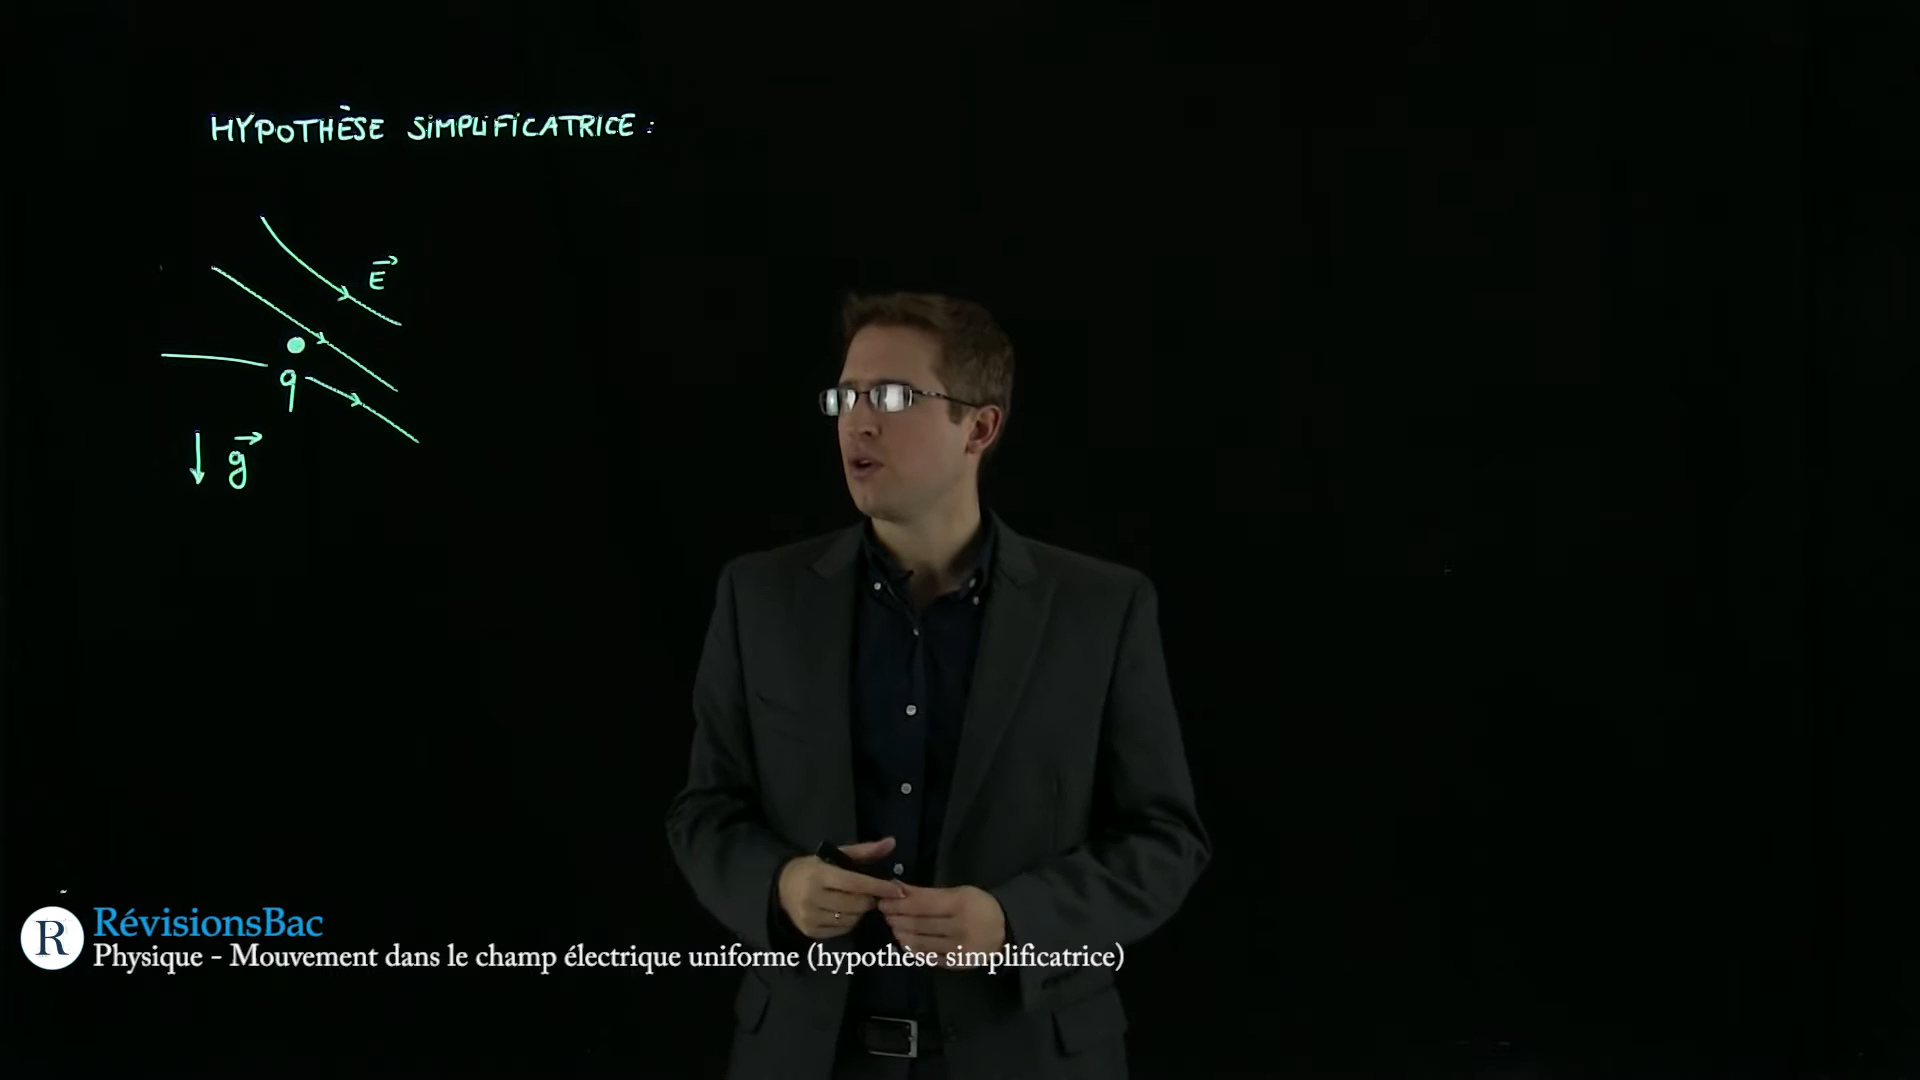 HYPOTHÈSE SIMPLIFICATRICE :
E
q
g
R
RévisionsBac
Physique - Mouvement dans le champ électrique uniforme (hypothèse simplificatrice)